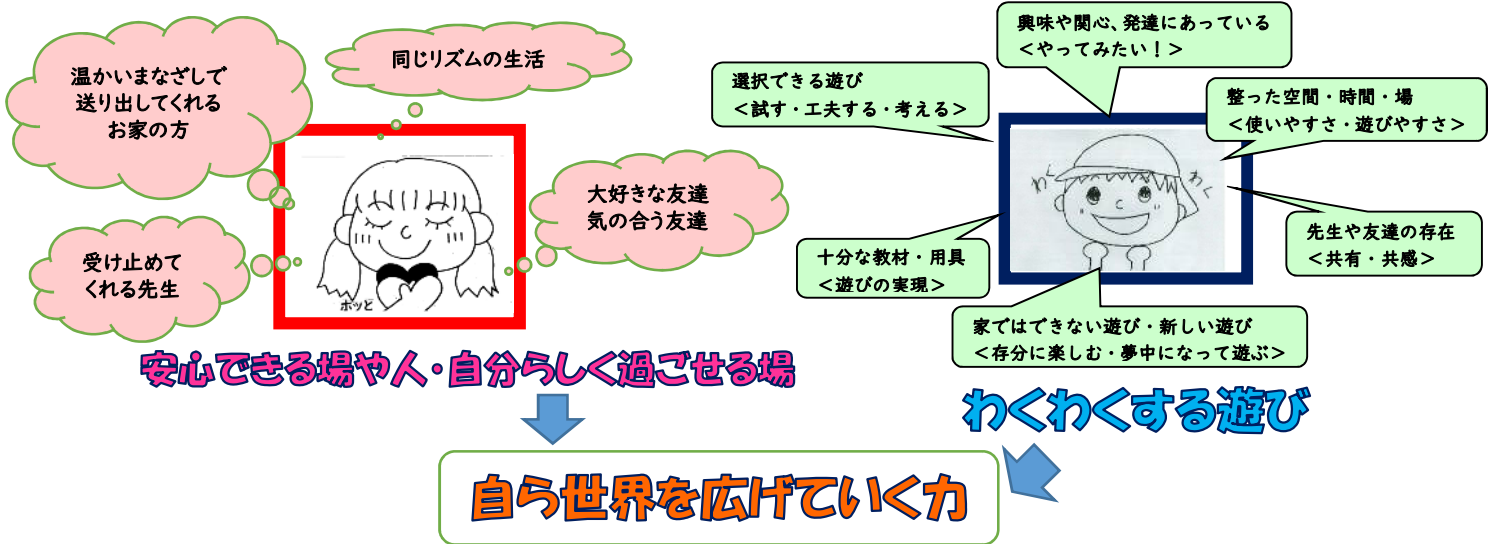 温かいまなざしで
送り出してくれる
お家の方
同じリズムの生活
受け止めて
くれる先生
大好きな友達
気の合う友達
ホッと
安心できる場や人・自分らしく過ごせる場
興味や関心、発達にあっている
＜やってみたい！＞
選択できる遊び
＜試す・工夫する・考える＞
整った空間・時間・場
＜使いやすさ・遊びやすさ＞
わく
わく
先生や友達の存在
＜共有・共感＞
十分な教材・用具
＜遊びの実現＞
家ではできない遊び・新しい遊び
＜存分に楽しむ・夢中になって遊ぶ＞
わくわくする遊び
自ら世界を広げていく力